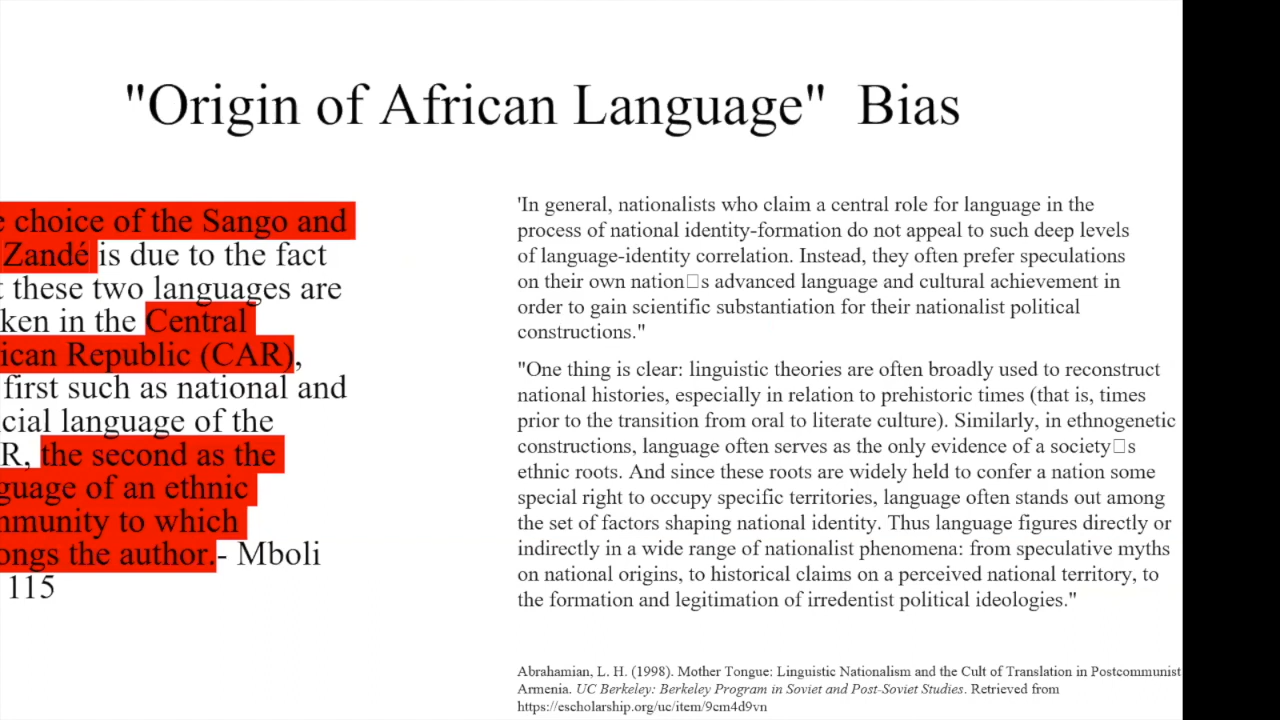 "Origin of African Language"  Bias
e choice of the Sango and
Zandé is due to the fact
t these two languages are
ken in the Central
ican Republic (CAR),
first such as national and
cial language of the
R, the second as the
guage of an ethnic
mmunity to which
ongs the author.- Mboli
115
'In general, nationalists who claim a central role for language in the
process of national identity-formation do not appeal to such deep levels
of language-identity correlation. Instead, they often prefer speculations
on their own nation□s advanced language and cultural achievement in
order to gain scientific substantiation for their nationalist political
constructions."
"One thing is clear: linguistic theories are often broadly used to reconstruct
national histories, especially in relation to prehistoric times (that is, times
prior to the transition from oral to literate culture). Similarly, in ethnogenetic
constructions, language often serves as the only evidence of a society□s
ethnic roots. And since these roots are widely held to confer a nation some
special right to occupy specific territories, language often stands out among
the set of factors shaping national identity. Thus language figures directly or
indirectly in a wide range of nationalist phenomena: from speculative myths
on national origins, to historical claims on a perceived national territory, to
the formation and legitimation of irredentist political ideologies."
Abrahamian, L. H. (1998). Mother Tongue: Linguistic Nationalism and the Cult of Translation in Postcommunist
Armenia. UC Berkeley: Berkeley Program in Soviet and Post-Soviet Studies. Retrieved from
https://escholarship.org/uc/item/9cm4d9vn